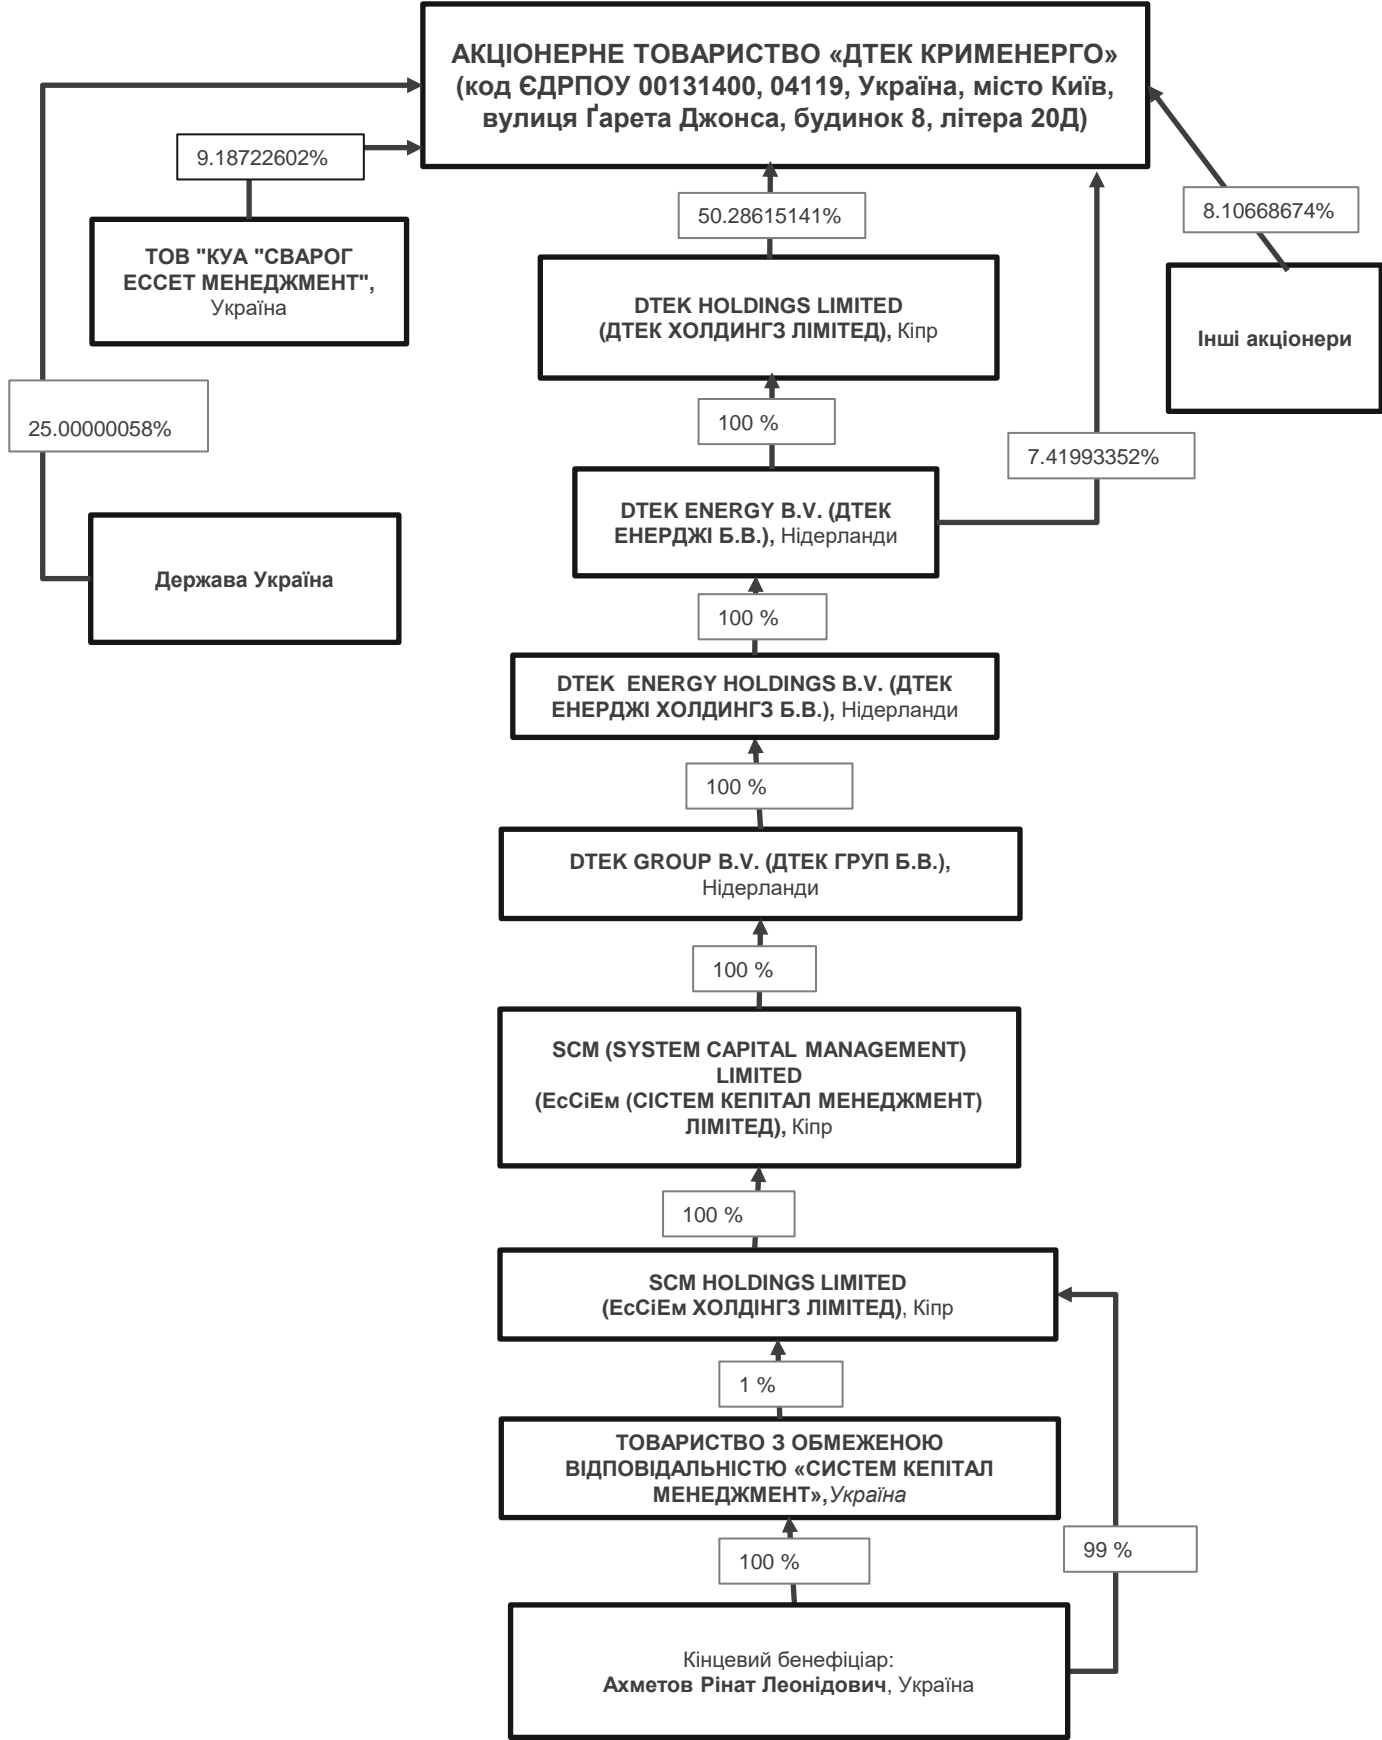 АКЦІОНЕРНЕ ТОВАРИСТВО «ДТЕК КРИМЕНЕРГО»
(код ЄДРПОУ 00131400, 04119, Україна, місто Київ,
вулиця Ґарета Джонса, будинок 8, літера 20Д)
9.18722602%
50.28615141%
8.10668674%
ТОВ "КУА "СВАРОГ
ЕССЕТ МЕНЕДЖМЕНТ",
Україна
DTEK HOLDINGS LIMITED
(ДТЕК ХОЛДИНГЗ ЛІМІТЕД), Кіпр
Інші акціонери
25.00000058%
100 %
7.41993352%
DTEK ENERGY B.V. (ДТЕК
ЕНЕРДЖІ Б.В.), Нідерланди
Держава Україна
100 %
DTEK  ENERGY HOLDINGS B.V. (ДТЕК
ЕНЕРДЖІ ХОЛДИНГЗ Б.В.), Нідерланди
100 %
DTEK GROUP B.V. (ДТЕК ГРУП Б.В.),
Нідерланди
100 %
SCM (SYSTEM CAPITAL MANAGEMENT)
LIMITED
(ЕсСіЕм (СІСТЕМ КЕПІТАЛ МЕНЕДЖМЕНТ)
ЛІМІТЕД), Кіпр
100 %
SCM HOLDINGS LIMITED
(ЕсСіЕм ХОЛДІНГЗ ЛІМІТЕД), Кіпр
1 %
ТОВАРИСТВО З ОБМЕЖЕНОЮ
ВІДПОВІДАЛЬНІСТЮ «СИСТЕМ КЕПІТАЛ
МЕНЕДЖМЕНТ»,Україна
100 %
99 %
Кінцевий бенефіціар:
Ахметов Рінат Леонідович, Україна